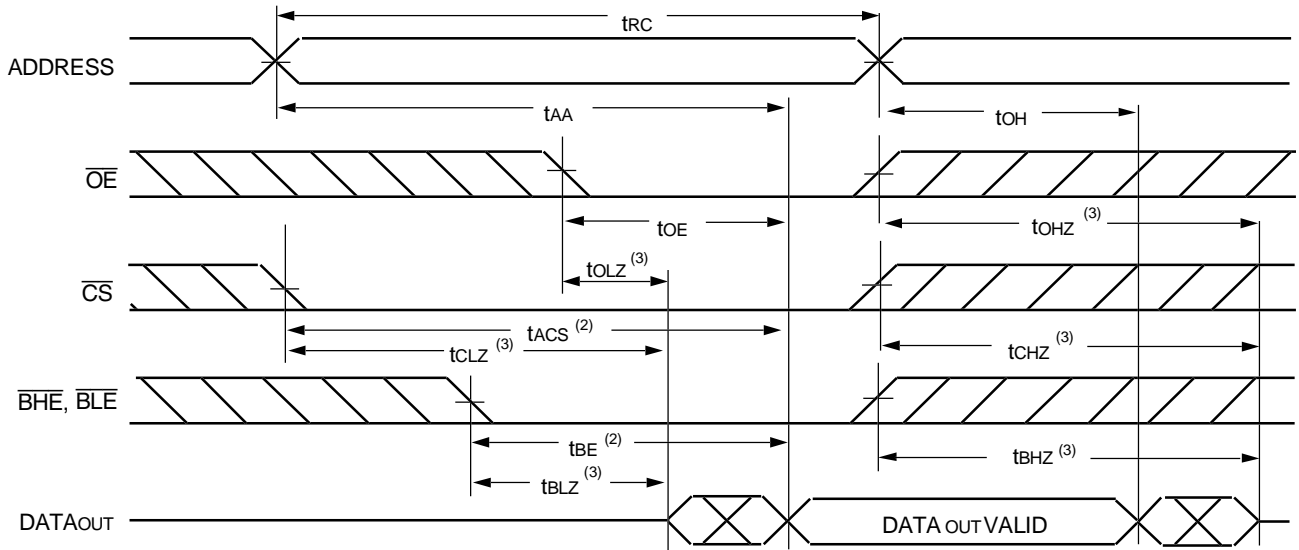 tRC
ADDRESS
tAA
tOH
OE
tOE
tOHZ (3)
tOLZ (3)
CS
tACS (2)
tCLZ (3)
tCHZ (3)
BHE, BLE
tBE (2)
tBHZ (3)
tBLZ (3)
DATAOUT
DATA OUT VALID